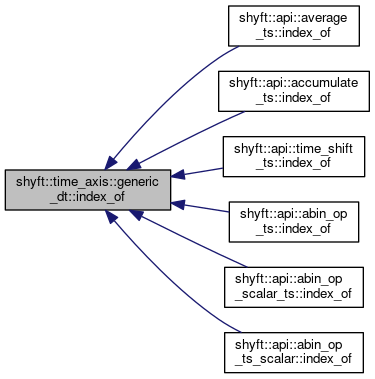 shyft::api::average
_ts::index_of
shyft::api::accumulate
_ts::index_of
shyft::api::time_shift
_ts::index_of
shyft::time_axis::generic
_dt::index_of
shyft::api::abin_op
_ts::index_of
shyft::api::abin_op
_scalar_ts::index_of
shyft::api::abin_op
_ts_scalar::index_of